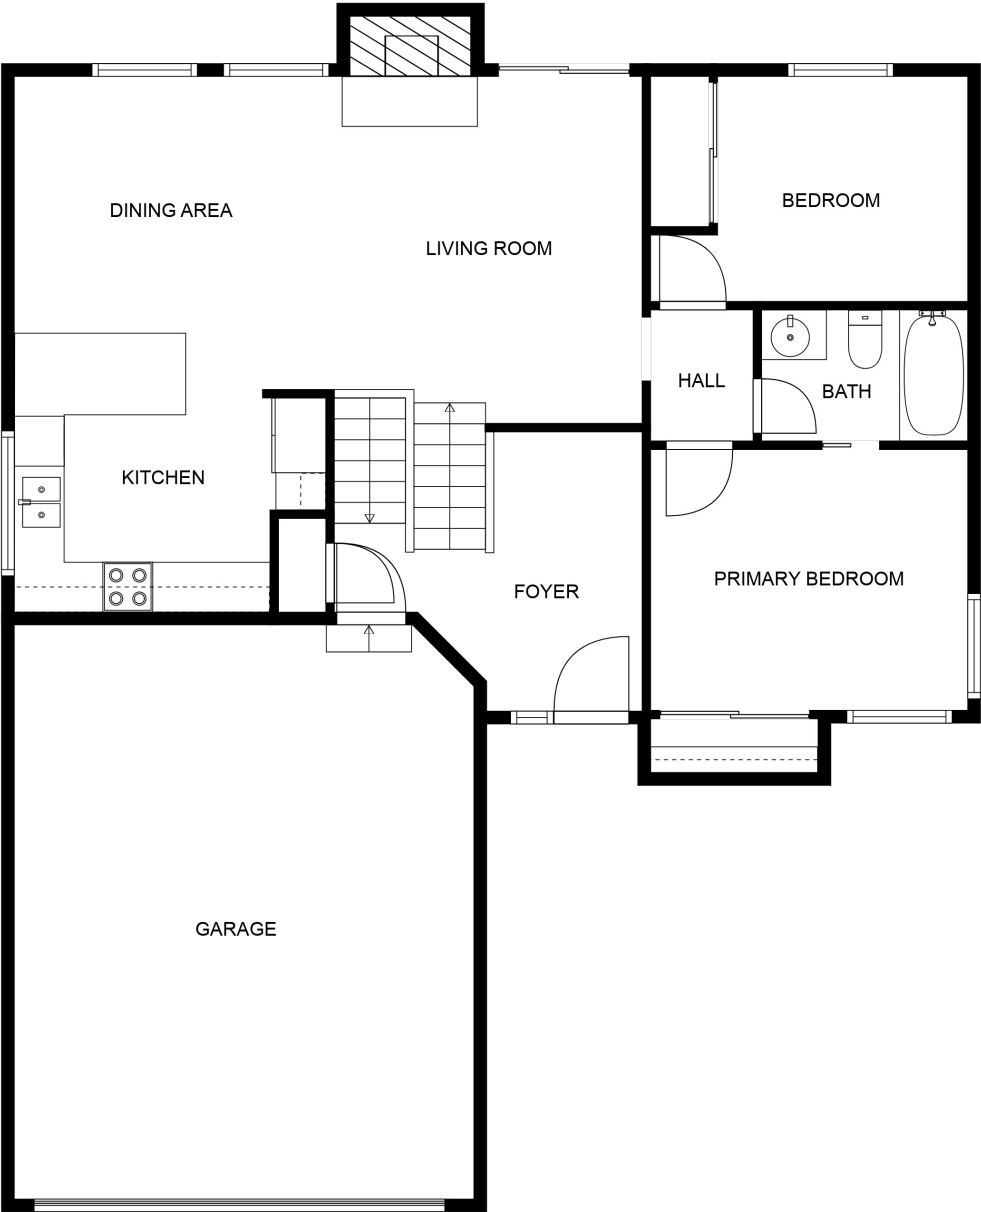 DINING AREA
LIVING ROOM
BEDROOM
HALL
BATH
KITCHEN
FOYER
PRIMARY BEDROOM
GARAGE